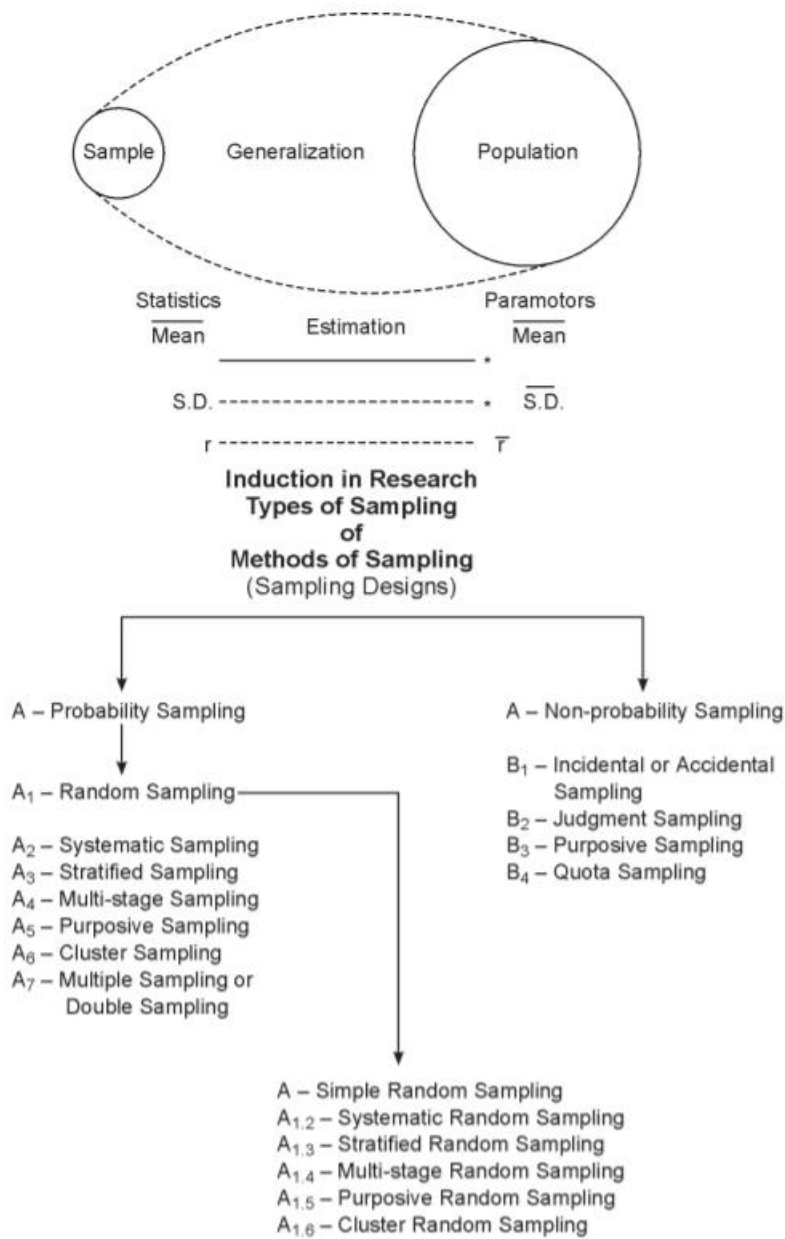 Sample
Generalization
Population
Statistics
Mean
Estimation
Paramotors
Mean
*
S.D.
*
S.D.
r
r
Induction in Research
Types of Sampling
of
Methods of Sampling
(Sampling Designs)
A – Probability Sampling
A₁ – Random Sampling
A₂ – Systematic Sampling
A₃ – Stratified Sampling
A₄ – Multi-stage Sampling
A₅ – Purposive Sampling
A₆ – Cluster Sampling
A₇ – Multiple Sampling or
Double Sampling
A – Non-probability Sampling
B₁ – Incidental or Accidental
Sampling
B₂ – Judgment Sampling
B₃ – Purposive Sampling
B₄ – Quota Sampling
A – Simple Random Sampling
A₁.₂ – Systematic Random Sampling
A₁.₃ – Stratified Random Sampling
A₁.₄ – Multi-stage Random Sampling
A₁.₅ – Purposive Random Sampling
A₁.₆ – Cluster Random Sampling